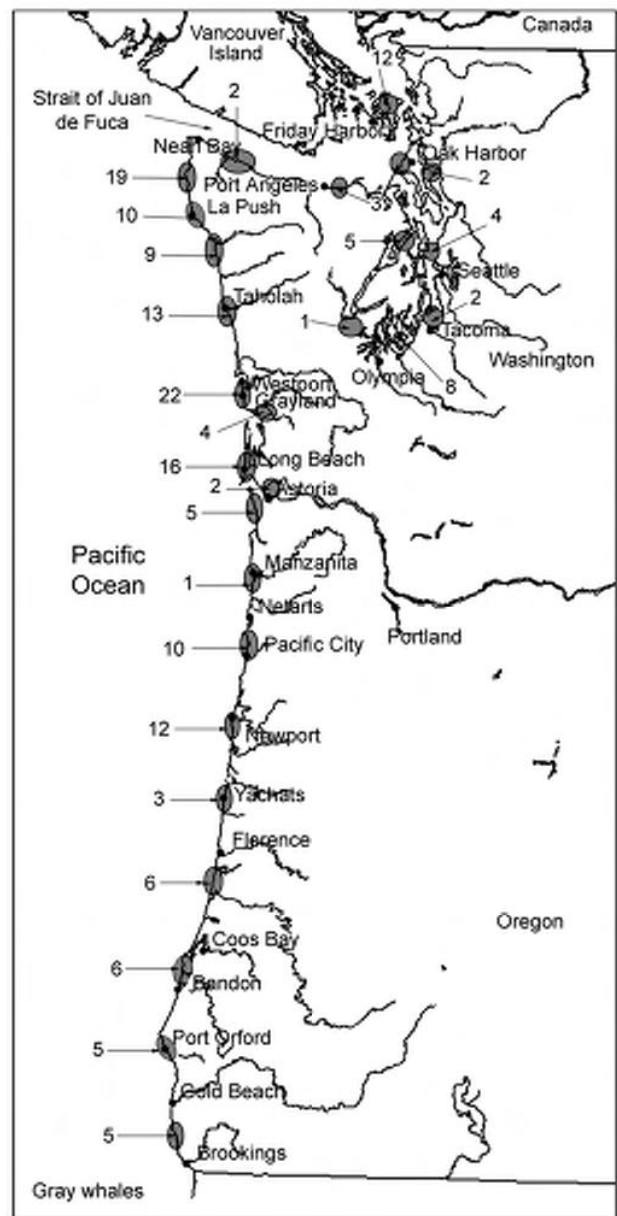 Canada
Vancouver
Island
12
Strait of Juan
de Fuca
2
Friday Harbor
Neah Bay
Oak Harbor
19
Port Angeles
2
3
La Push
10
4
5
9
Seattle
Taholah
2
13
1
Tacoma
Washington
Olympia
8
Westport
22
Grayland
4
Long Beach
16
2
Astoria
5
Pacific
Ocean
Manzanita
1
Netarts
Portland
Pacific City
10
12
Newport
3
Yachats
Florence
6
Oregon
Coos Bay
6
Bandon
Port Orford
5
Gold Beach
5
Brookings
Gray whales